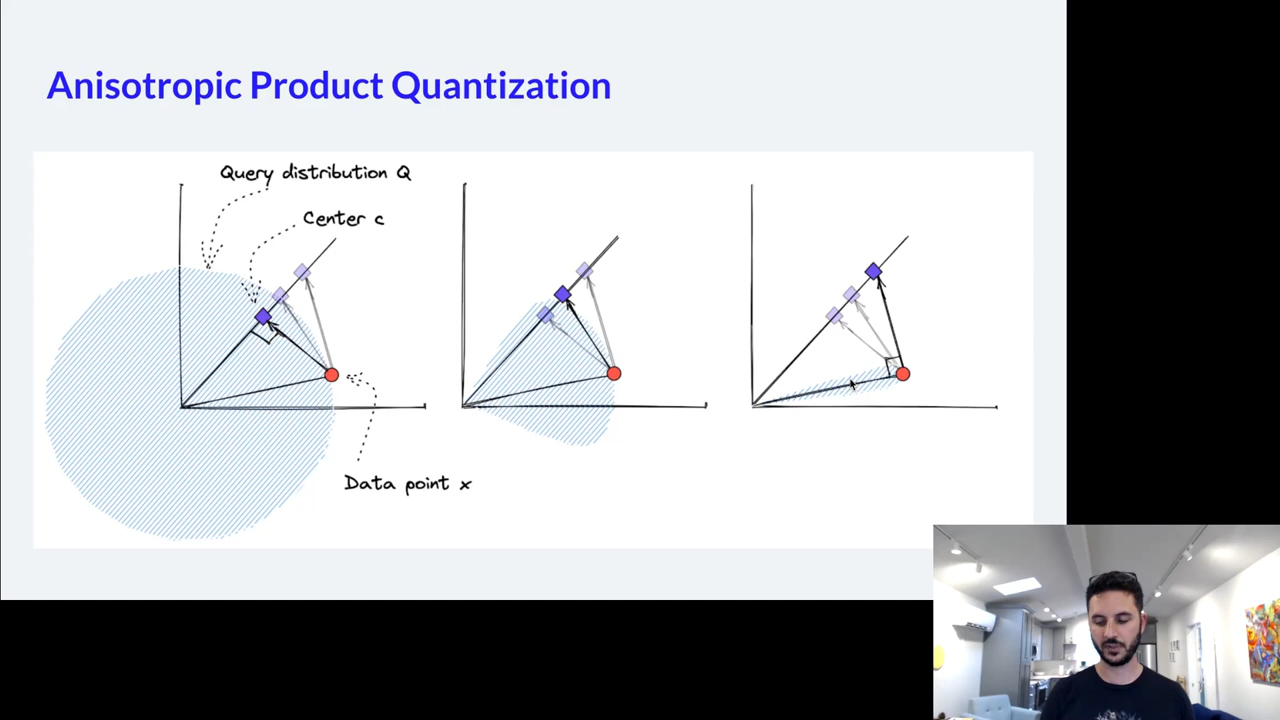 Anisotropic Product Quantization
Query distribution Q
Center c
Data point x